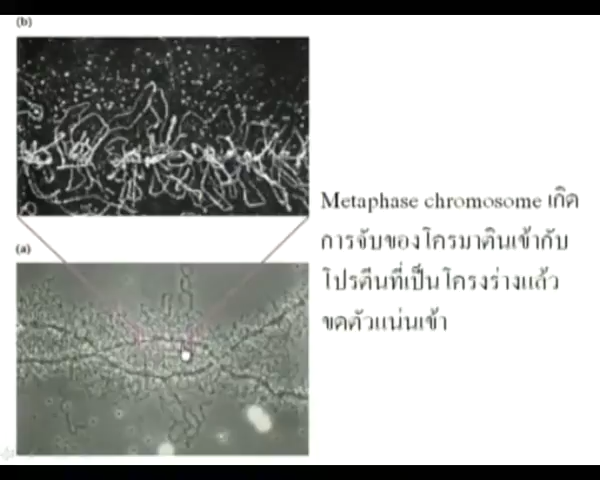 (b)
Metaphase chromosome เกิด
การจับของโครมาตินเข้ากับ
โปรตีนที่เป็นโครงร่างแล้ว
ขดตัวแน่นเข้า
(a)